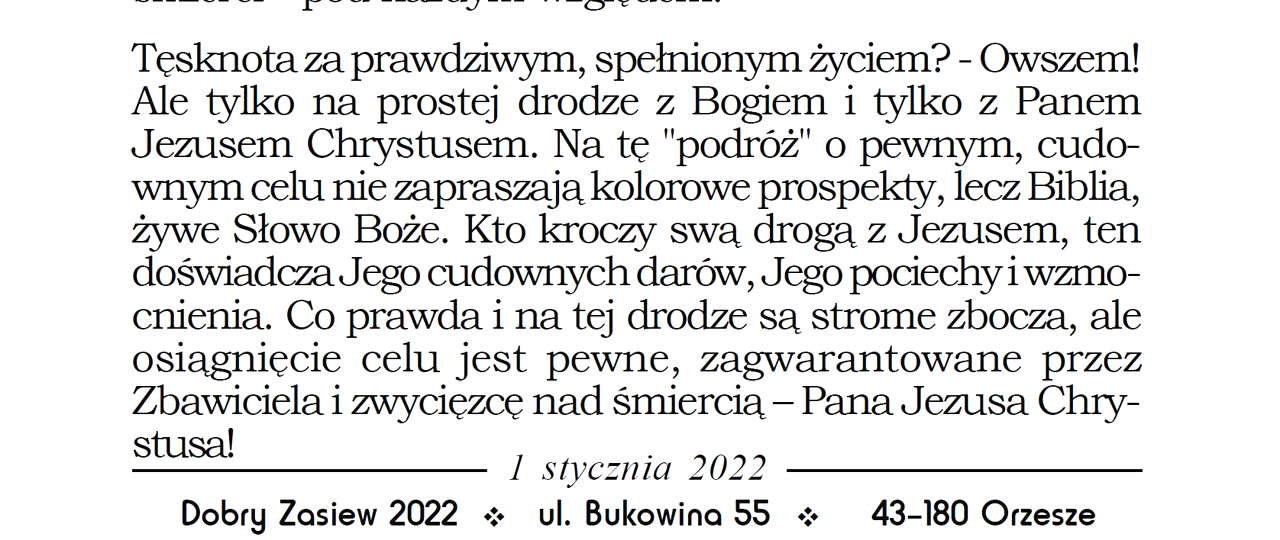 Tęsknota za prawdziwym, spełnionym życiem? - Owszem!
Ale tylko na prostej drodze z Bogiem i tylko z Panem
Jezusem Chrystusem. Na tę "podróż" o pewnym, cudo-
wnym celu nie zapraszają kolorowe prospekty, lecz Biblia,
żywe Słowo Boże. Kto kroczy swą drogą z Jezusem, ten
doświadcza Jego cudownych darów, Jego pociechy i wzmo-
cnienia. Co prawda i na tej drodze są strome zbocza, ale
osiągnięcie celu jest pewne, zagwarantowane przez
Zbawiciela i zwycięzcę nad śmiercią – Pana Jezusa Chry-
stusa!
1 stycznia 2022
Dobry Zasiew 2022 ❖ ul. Bukowina 55 ❖ 43-180 Orzesze